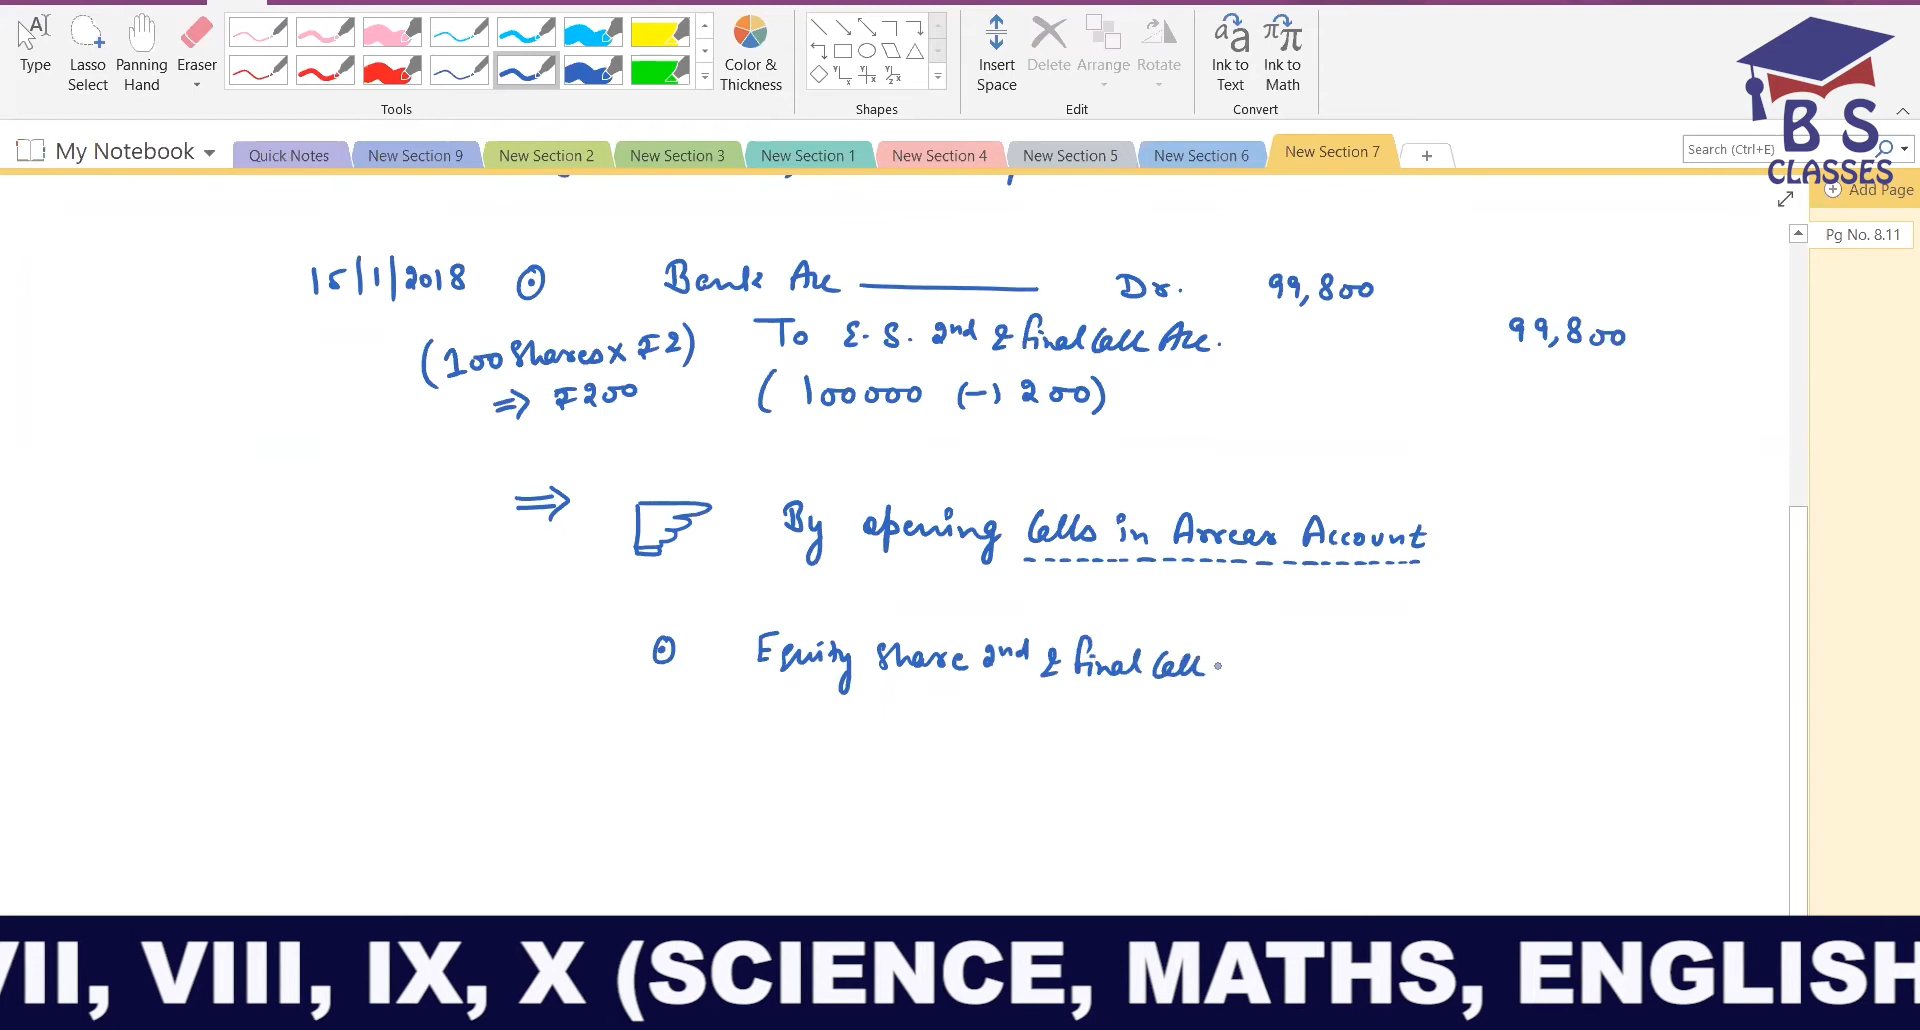 Type
Lasso Select
Panning Hand
Eraser
Color & Thickness
Insert Space
Delete
Arrange
Rotate
Ink to Text
Ink to Math
Tools
Shapes
Edit
Convert
B S
CLASSES
My Notebook
Quick Notes
New Section 9
New Section 2
New Section 3
New Section 1
New Section 4
New Section 5
New Section 6
New Section 7
Search (Ctrl+E)
Add Page
Pg No. 8.11
15/1/2018 Bank A/c Dr. 99,800
To E.S. 2nd & final Call A/c. 99,800
(100 Shares x ₹2)
⇒ ₹200 (100000 (-) 200)
⇒ By opening Calls in Arrear Account
Equity Share 2nd & final Call
VII, VIII, IX, X (SCIENCE, MATHS, ENGLISH